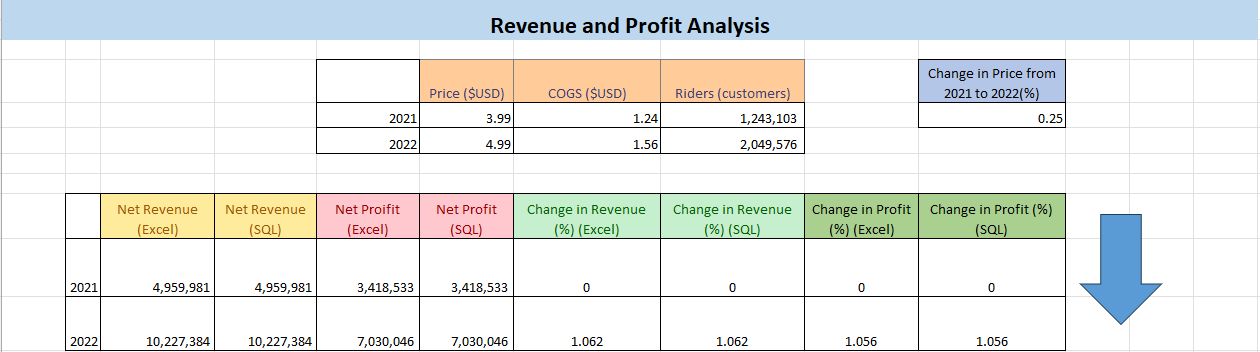 Revenue and Profit Analysis
Change in Price from
2021 to 2022(%)
Price ($USD) COGS ($USD) Riders (customers)
2021 3.99 1.24 1,243,103 0.25
2022 4.99 1.56 2,049,576
Net Revenue Net Revenue Net Proifit Net Profit Change in Revenue Change in Revenue Change in Profit Change in Profit (%)
(Excel) (SQL) (Excel) (SQL) (%) (Excel) (%) (SQL) (%) (Excel) (SQL)
2021 4,959,981 4,959,981 3,418,533 3,418,533 0 0 0 0
2022 10,227,384 10,227,384 7,030,046 7,030,046 1.062 1.062 1.056 1.056